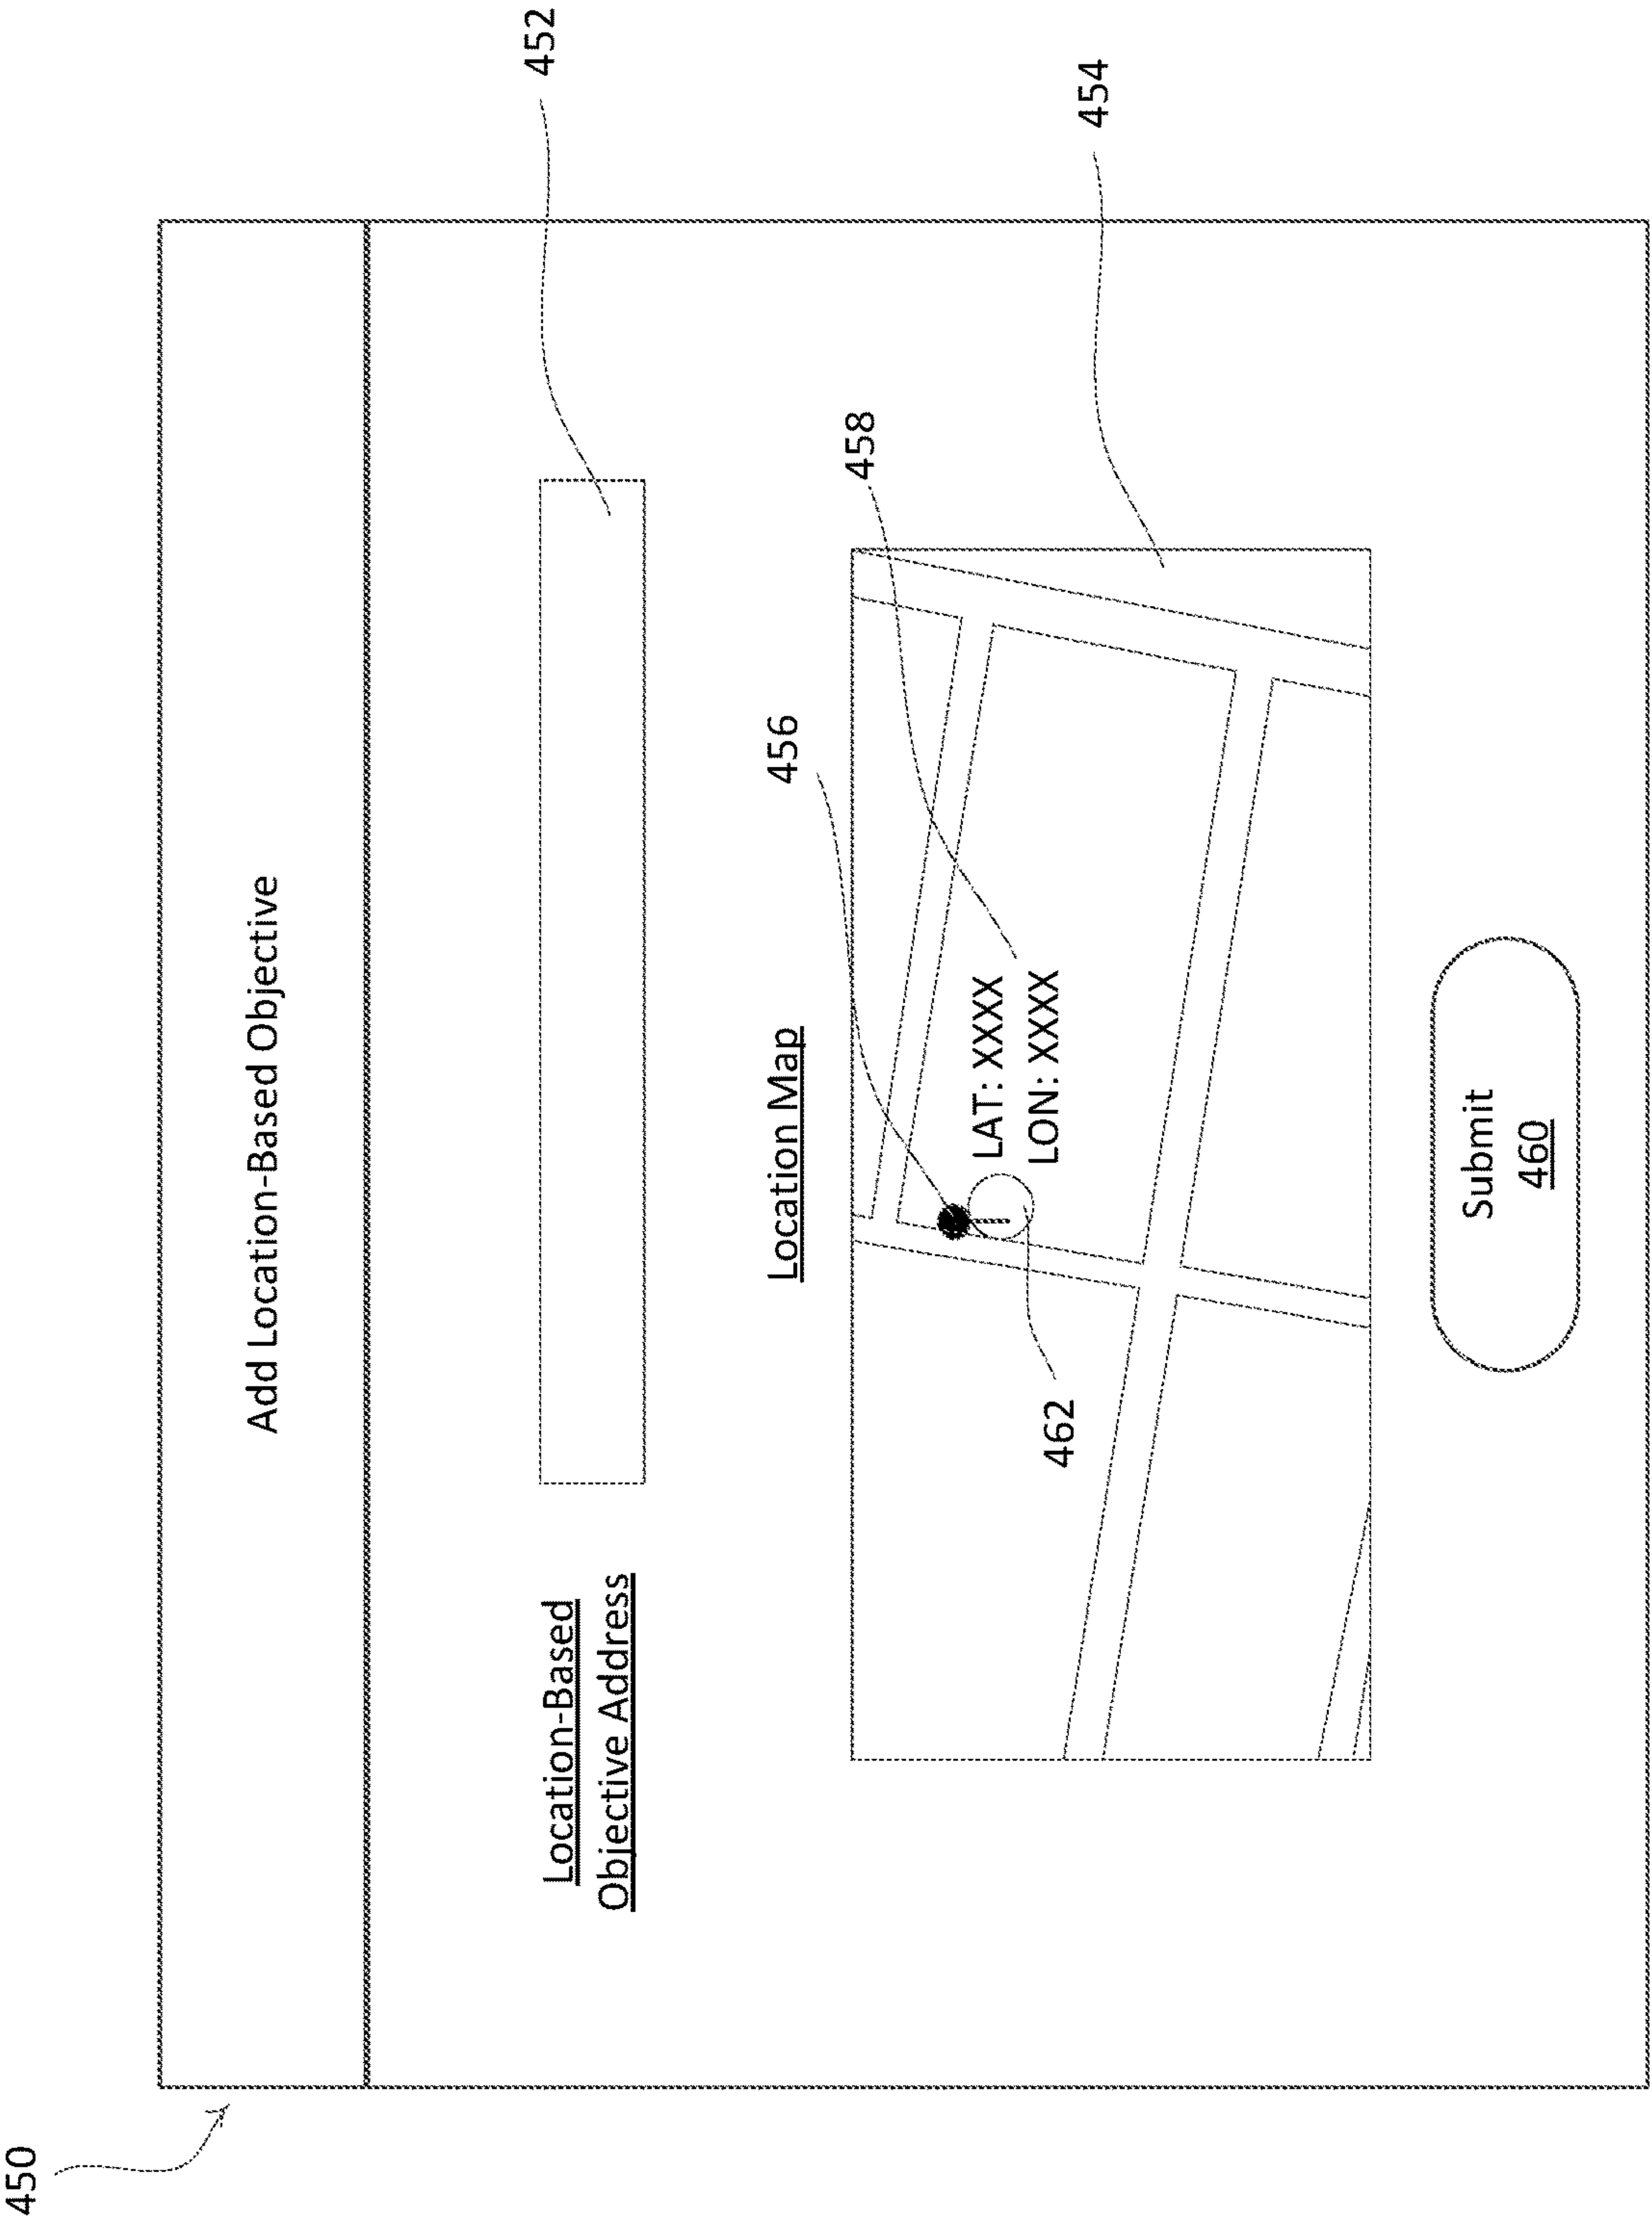 450
Add Location-Based Objective
Location-Based
Objective Address
452
Location Map
456
458
454
LAT: XXXX
LON: XXXX
462
Submit
460